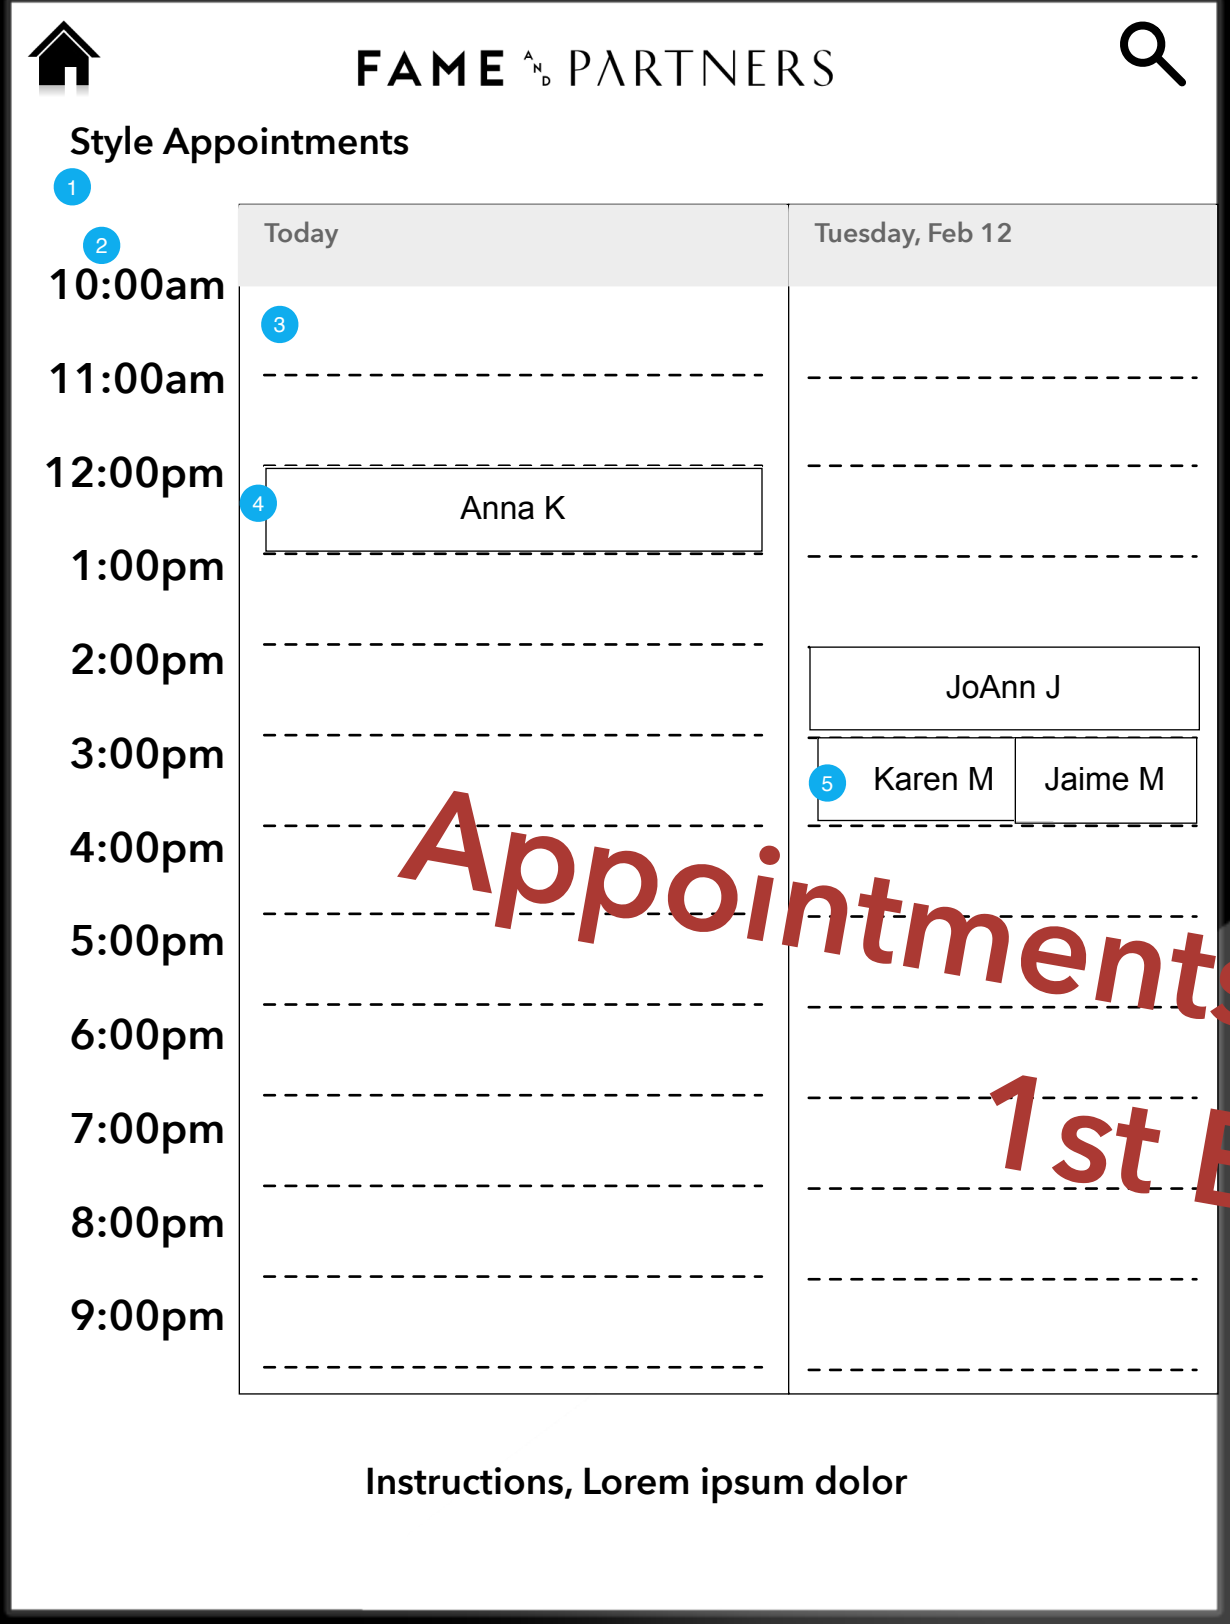 FAME AND PARTNERS
Style Appointments
1
2
Today
Tuesday, Feb 12
10:00am
3
11:00am
12:00pm
4
Anna K
1:00pm
2:00pm
JoAnn J
3:00pm
5
Karen M
Jaime M
4:00pm
Appointments
5:00pm
6:00pm
1st
7:00pm
8:00pm
9:00pm
Instructions, Lorem ipsum dolor